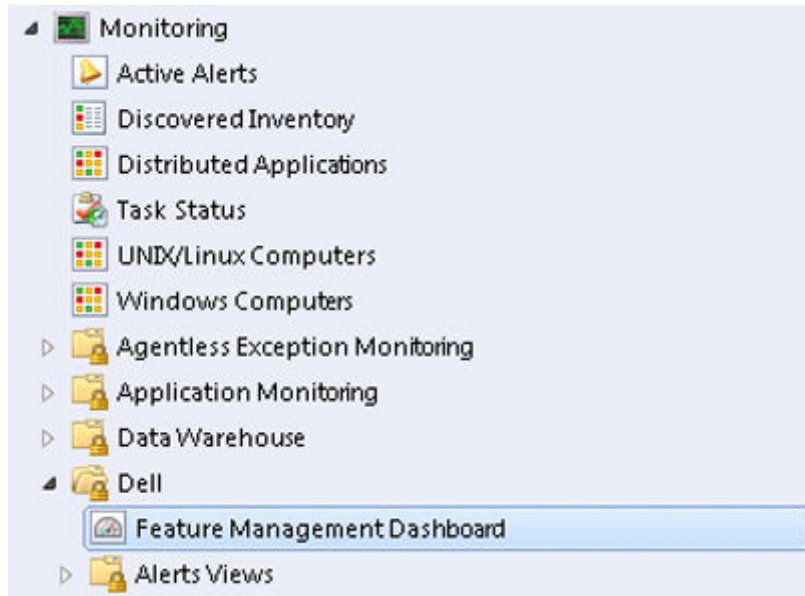 Monitoring
Active Alerts
Discovered Inventory
Distributed Applications
Task Status
UNIX/Linux Computers
Windows Computers
Agentless Exception Monitoring
Application Monitoring
Data Warehouse
Dell
Feature Management Dashboard
Alerts Views